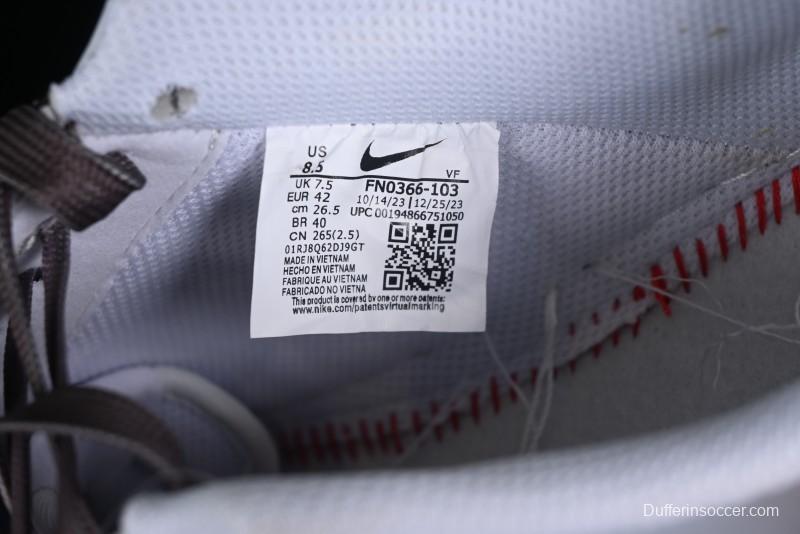 US
8.5
VF
UK 7.5
FN0366-103
EUR 42
10/14/23 | 12/25/23
cm 26.5
UPC 00194866751050
BR 40
CN 265(2.5)
01RJ8Q62DJ9GT
MADE IN VIETNAM
HECHO EN VIETNAM
FABRIQUE AU VIETNAM
FABRICADO NO VIETNA
This product is covered by one or more patents:
www.nike.com/patentsvirtualmarking
Dufferinsoccer.com